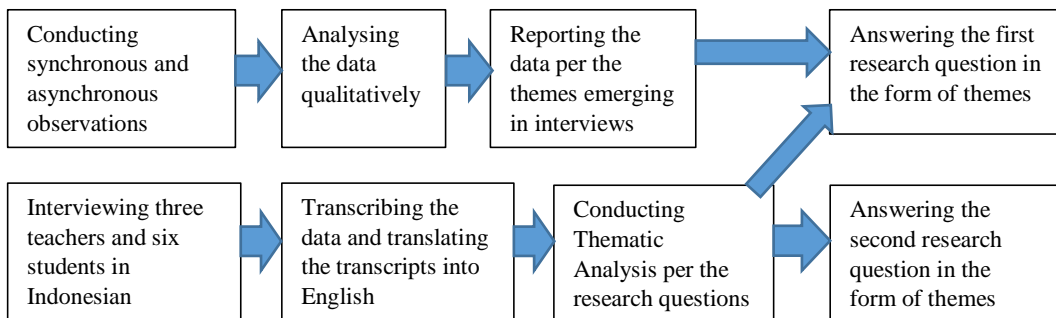 Conducting
synchronous and
asynchronous
observations
Analysing
the data
qualitatively
Reporting the
data per the
themes emerging
in interviews
Answering the first
research question in
the form of themes
Interviewing three
teachers and six
students in
Indonesian
Transcribing the
data and translating
the transcripts into
English
Conducting
Thematic
Analysis per the
research questions
Answering the
second research
question in the
form of themes